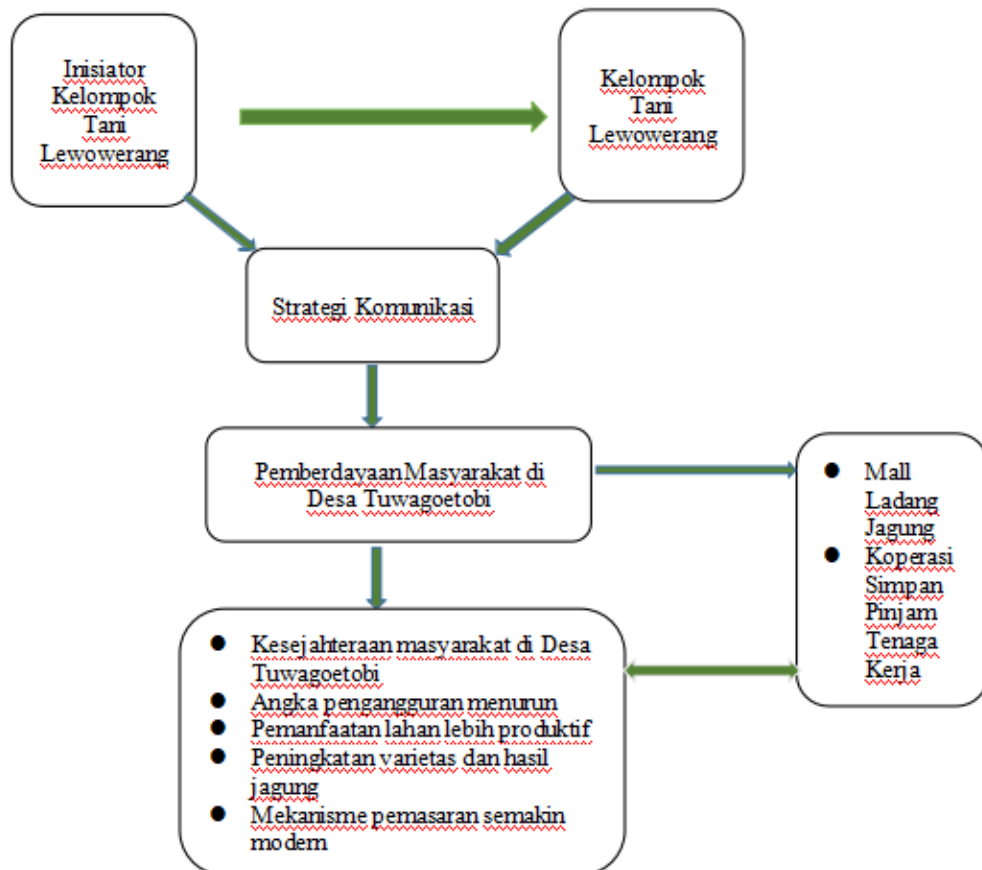 Inisiator
Kelompok
Tani
Lewowerang
Kelompok
Tani
Lewowerang
Strategi Komunikasi
Pemberdayaan Masyarakat di
Desa Tuwagoetobi
● Mall
Ladang
Jagung
● Koperasi
Simpan
Pinjam
Tenaga
Kerja
● Kesejahteraan masyarakat di Desa
Tuwagoetobi
● Angka pengangguran menurun
● Pemanfaatan lahan lebih produktif
● Peningkatan varietas dan hasil
jagung
● Mekanisme pemasaran semakin
modern